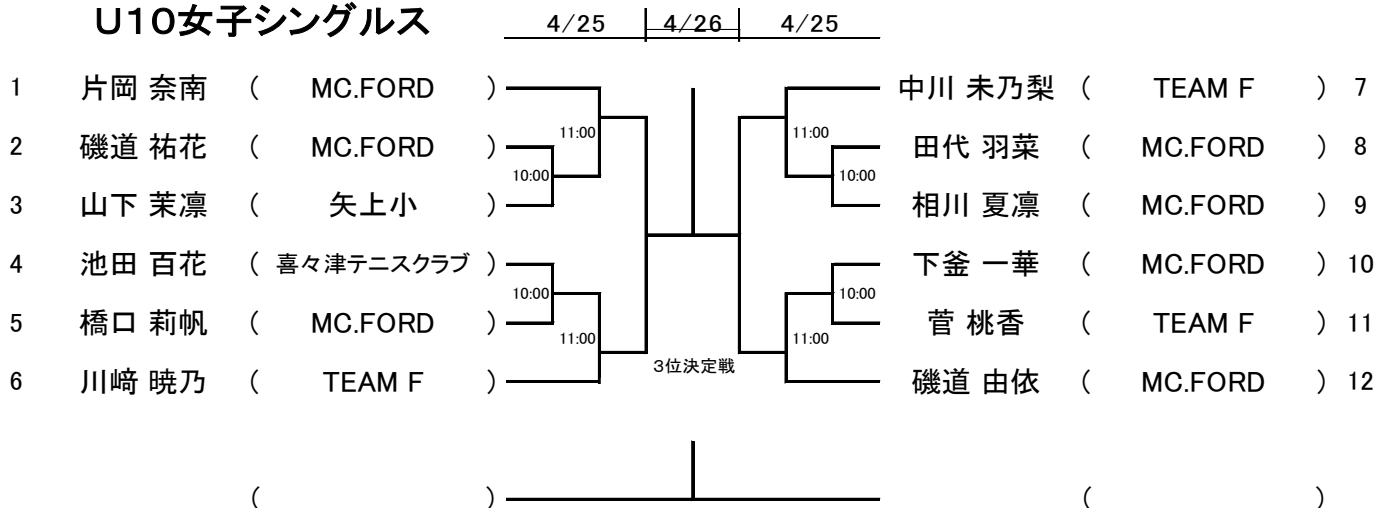 U10女子シングルス 4/25 4/26 4/25
1 片岡 奈南 ( MC.FORD ) 中川 未乃梨 ( TEAM F ) 7
11:00 11:00
2 磯道 祐花 ( MC.FORD ) 田代 羽菜 ( MC.FORD ) 8
10:00 10:00
3 山下 茉凛 ( 矢上小 ) 相川 夏凛 ( MC.FORD ) 9
4 池田 百花 ( 喜々津テニスクラブ ) 下釜 一華 ( MC.FORD ) 10
10:00 10:00
5 橋口 莉帆 ( MC.FORD ) 菅 桃香 ( TEAM F ) 11
11:00 11:00
3位決定戦
6 川﨑 暁乃 ( TEAM F ) 磯道 由依 ( MC.FORD ) 12
( ) ( )